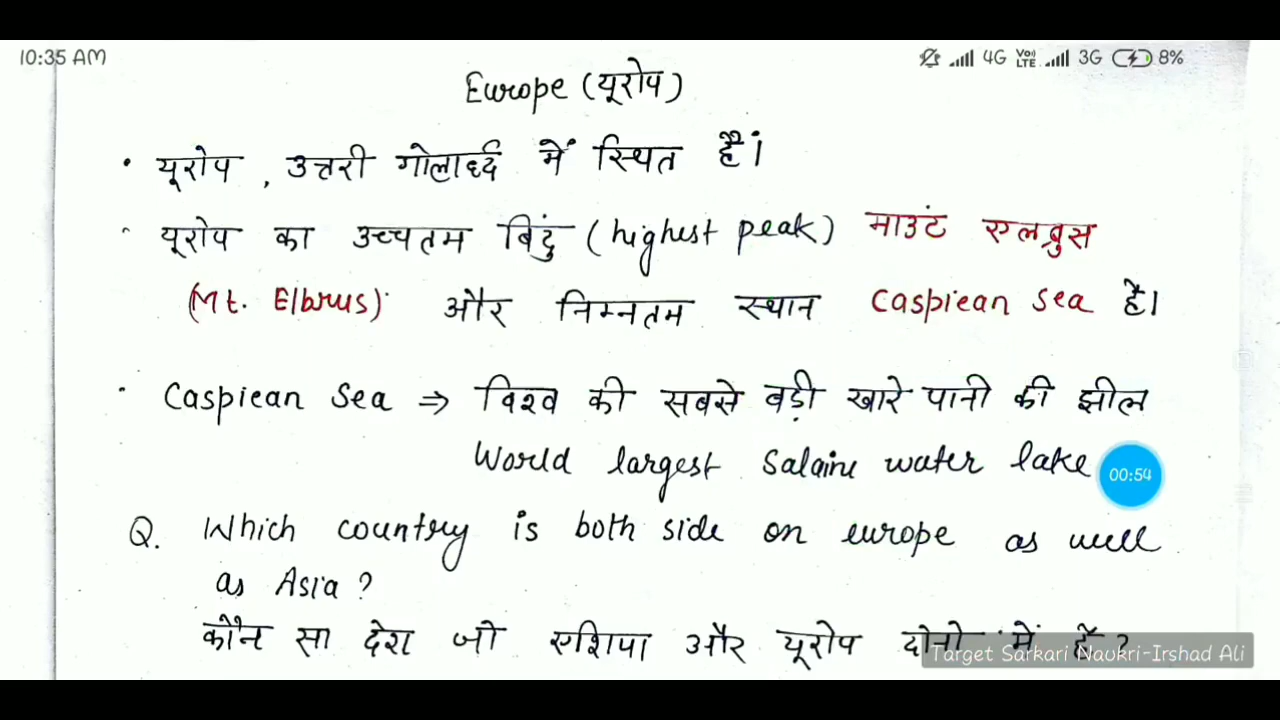 10:35 AM 4G VoLTE 3G 8%
Europe (यूरोप)
• यूरोप , उत्तरी गोलार्ध्द में स्थित हैं।
• यूरोप का उच्चतम बिंदुं (highest peak) माउंट एलब्रुस
(Mt. Elbrus) और निम्नतम स्थान Caspiean Sea है।
• Caspiean Sea ⇒ विश्व की सबसे बड़ी खारे पानी की झील
World largest Salaine water lake
00:54
Q. Which country is both side on europe as well
as Asia ?
कौन सा देश जो एशिया और यूरोप दोनो में है ?
Target Sarkari Naukri-Irshad Ali